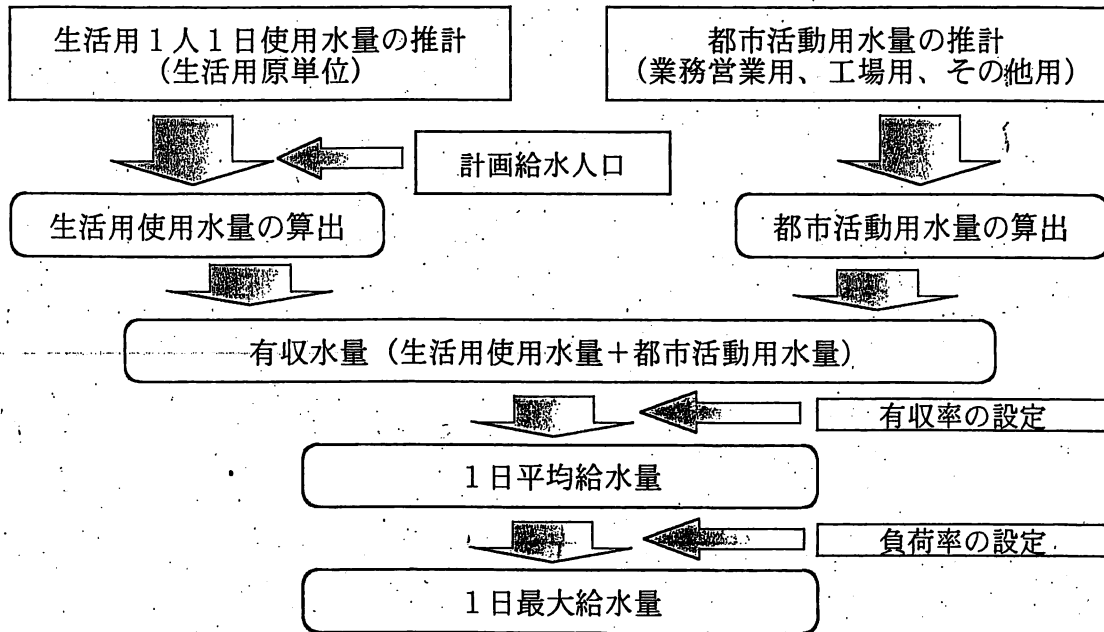 生活用1人1日使用水量の推計
(生活用原単位)
都市活動用水量の推計
(業務営業用、工場用、その他用)
計画給水人口
生活用使用水量の算出
都市活動用水量の算出
有収水量(生活用使用水量+都市活動用水量)
有収率の設定
1日平均給水量
負荷率の設定
1日最大給水量